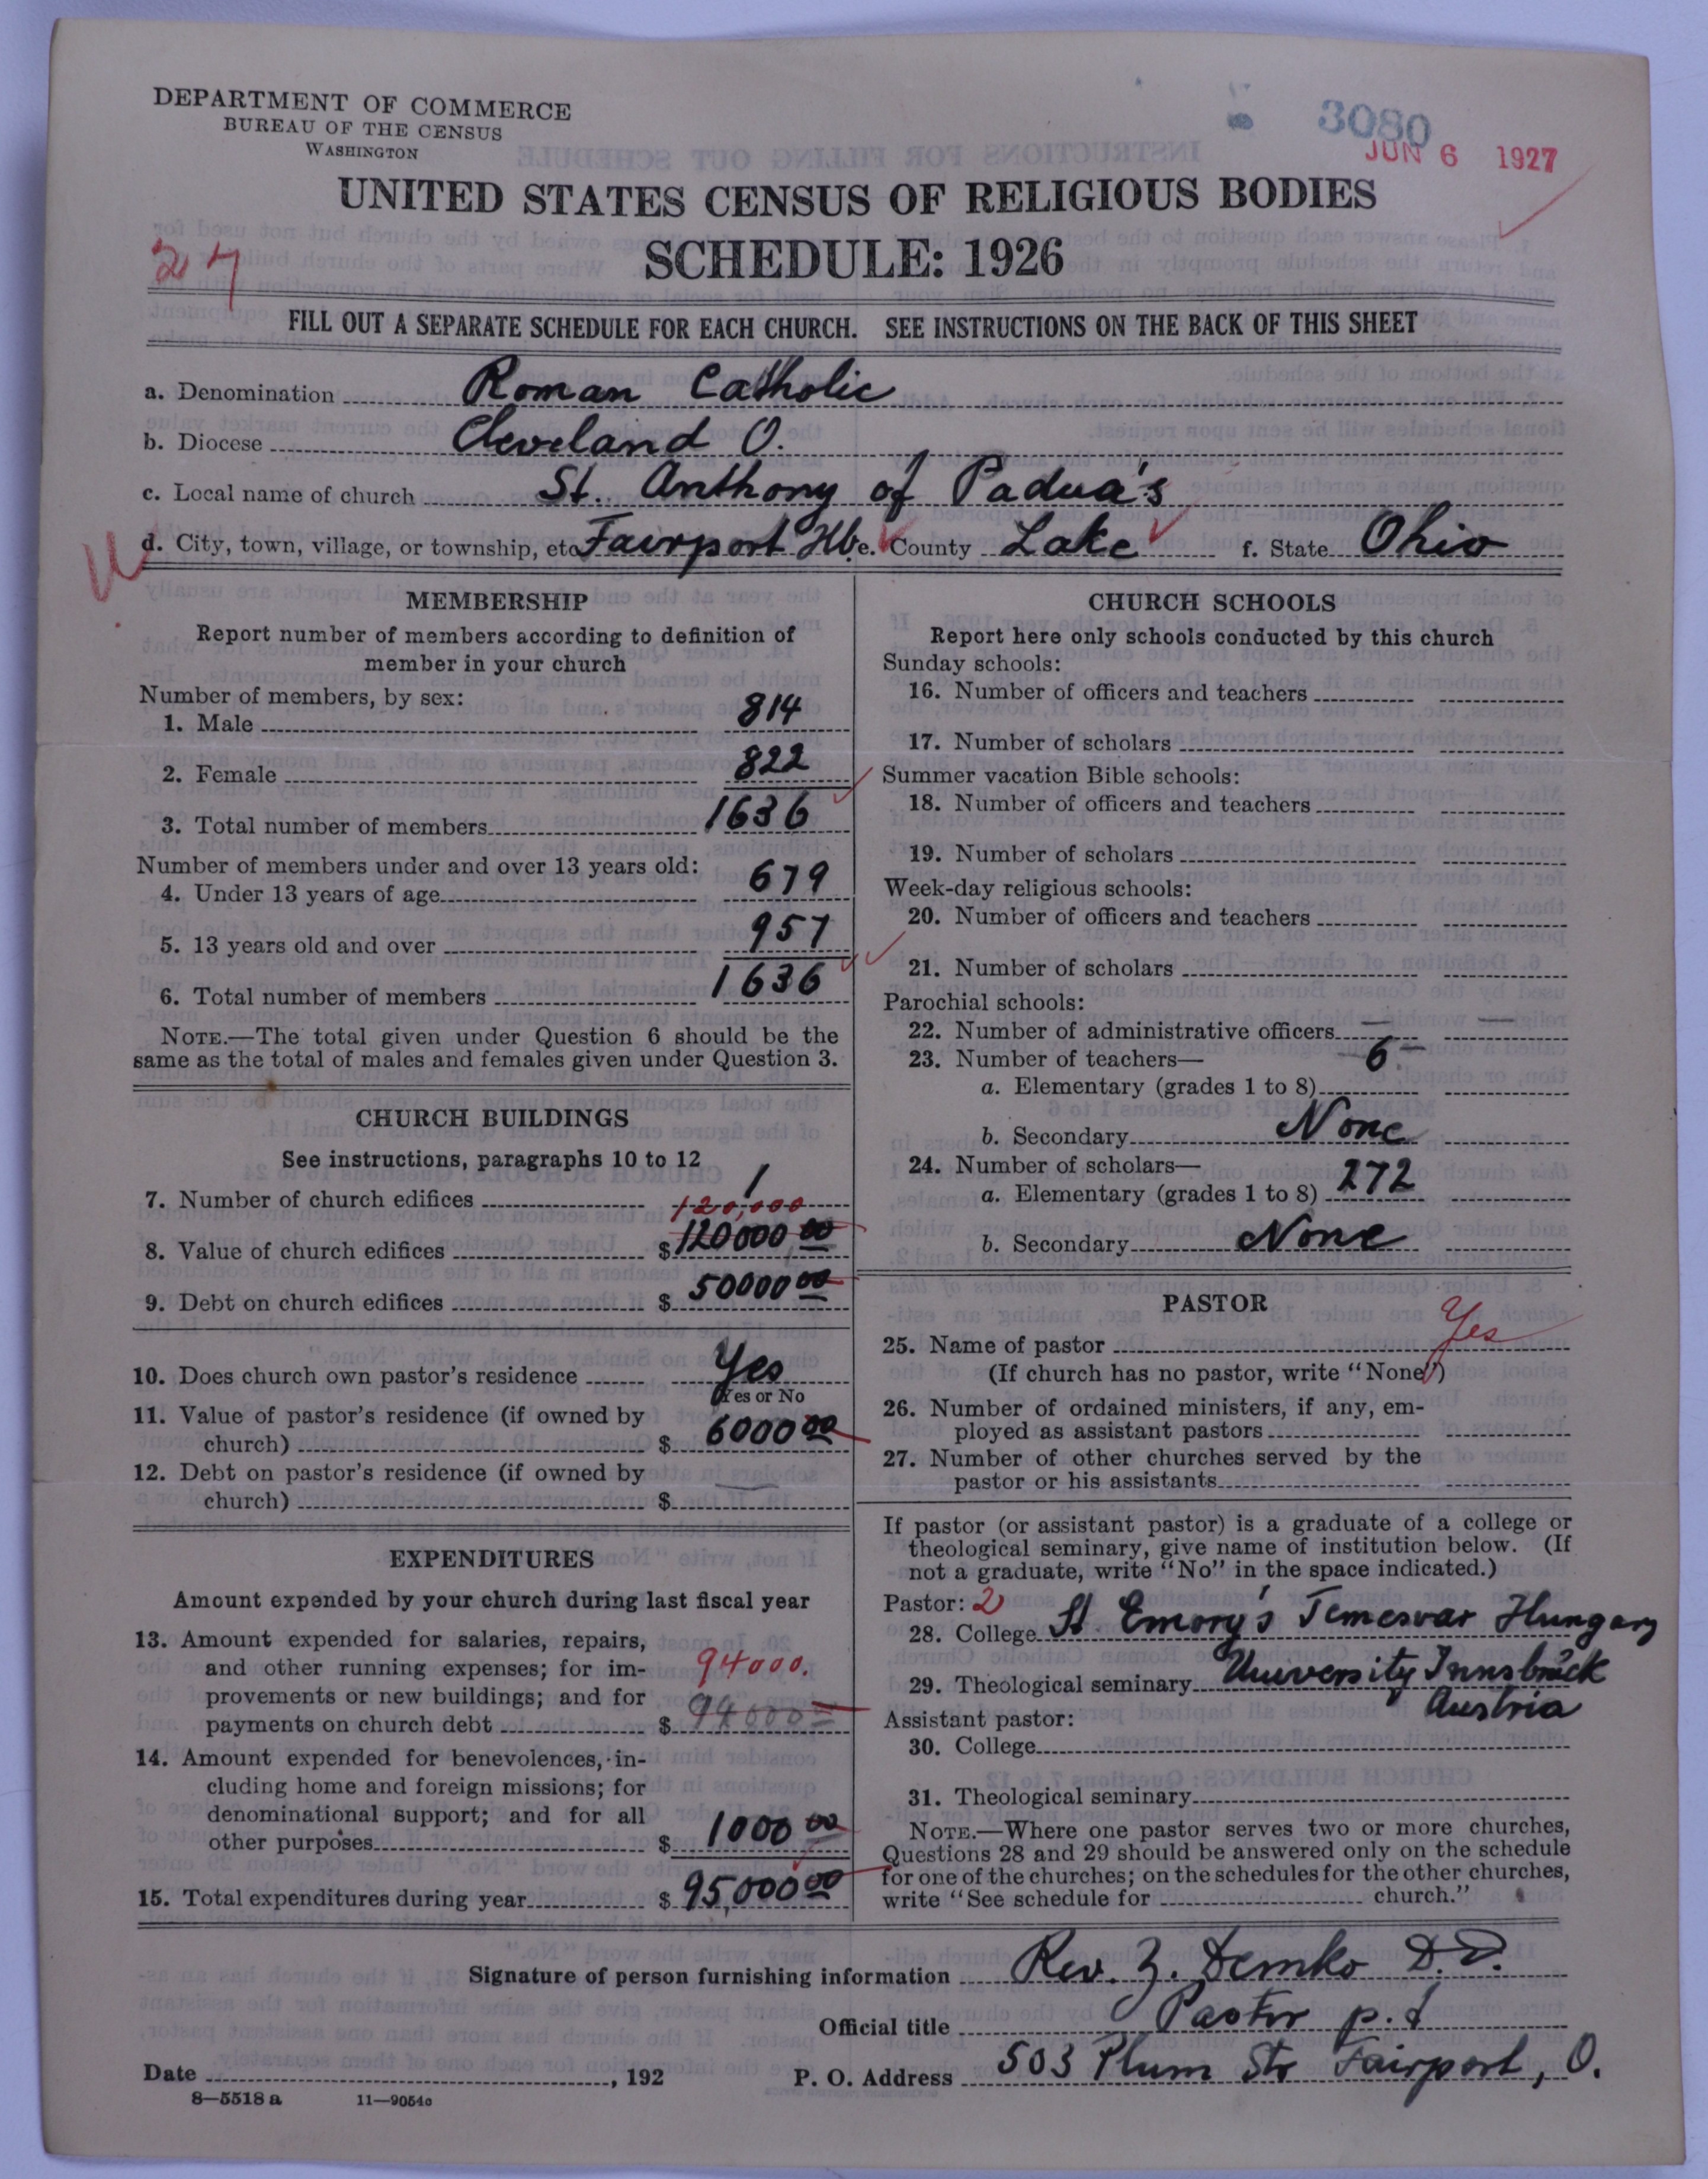 DEPARTMENT OF COMMERCE
BUREAU OF THE CENSUS
WASHINGTON
3080
JUN 6 1927
UNITED STATES CENSUS OF RELIGIOUS BODIES
SCHEDULE: 1926
27
FILL OUT A SEPARATE SCHEDULE FOR EACH CHURCH. SEE INSTRUCTIONS ON THE BACK OF THIS SHEET
a. Denomination Roman Catholic
b. Diocese Cleveland O.
c. Local name of church St. Anthony of Padua's
d. City, town, village, or township, etc Fairport Hb. e. County Lake f. State Ohio
MEMBERSHIP
Report number of members according to definition of
member in your church
Number of members, by sex:
1. Male 814
2. Female 822
3. Total number of members 1636
Number of members under and over 13 years old:
4. Under 13 years of age 679
5. 13 years old and over 957
6. Total number of members 1636
NOTE.—The total given under Question 6 should be the
same as the total of males and females given under Question 3.
CHURCH BUILDINGS
See instructions, paragraphs 10 to 12
7. Number of church edifices 1
120,000
8. Value of church edifices $ 120000 00
9. Debt on church edifices $ 50000 00
10. Does church own pastor's residence Yes
Yes or No
11. Value of pastor's residence (if owned by
church) $ 6000 00
12. Debt on pastor's residence (if owned by
church) $ —
EXPENDITURES
Amount expended by your church during last fiscal year
13. Amount expended for salaries, repairs,
and other running expenses; for im- 94000.
provements or new buildings; and for
payments on church debt $ 94000 00
14. Amount expended for benevolences, in-
cluding home and foreign missions; for
denominational support; and for all
other purposes $ 1000 00
15. Total expenditures during year $ 95,000 00
CHURCH SCHOOLS
Report here only schools conducted by this church
Sunday schools:
16. Number of officers and teachers
17. Number of scholars
Summer vacation Bible schools:
18. Number of officers and teachers
19. Number of scholars
Week-day religious schools:
20. Number of officers and teachers
21. Number of scholars
Parochial schools:
22. Number of administrative officers — —
23. Number of teachers— 6
a. Elementary (grades 1 to 8)
b. Secondary None
24. Number of scholars—
a. Elementary (grades 1 to 8) 272
b. Secondary None
PASTOR
25. Name of pastor Yes
(If church has no pastor, write "None")
26. Number of ordained ministers, if any, em-
ployed as assistant pastors
27. Number of other churches served by the
pastor or his assistants
If pastor (or assistant pastor) is a graduate of a college or
theological seminary, give name of institution below. (If
not a graduate, write "No" in the space indicated.)
Pastor: 2
28. College St. Emory's Temesvar Hungary
29. Theological seminary University Innsbruck
Austria
Assistant pastor:
30. College
31. Theological seminary
NOTE.—Where one pastor serves two or more churches,
Questions 28 and 29 should be answered only on the schedule
for one of the churches; on the schedules for the other churches,
write "See schedule for church."
Signature of person furnishing information Rev. Z. Demko D.D.
Official title Pastor p.t
Date , 192 P. O. Address 503 Plum Str Fairport, O.
8—5518 a 11—9054c